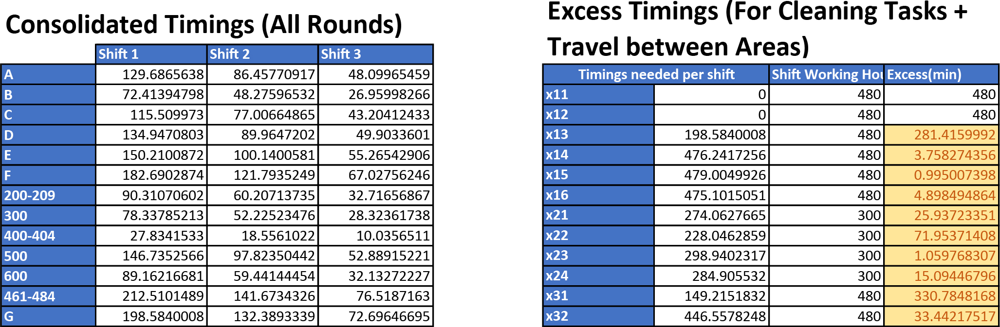 Consolidated Timings (All Rounds)
Shift 1 Shift 2 Shift 3
A 129.6865638 86.45770917 48.09965459
B 72.41394798 48.27596532 26.95998266
C 115.509973 77.00664865 43.20412433
D 134.9470803 89.9647202 49.9033601
E 150.2100872 100.1400581 55.26542906
F 182.6902874 121.7935249 67.02756246
200-209 90.31070602 60.20713735 32.71656867
300 78.33785213 52.22523476 28.32361738
400-404 27.8341533 18.5561022 10.0356511
500 146.7352566 97.82350442 52.88915221
600 89.16216681 59.44144454 32.13272227
461-484 212.5101489 141.6734326 76.5187163
G 198.5840008 132.3893339 72.69646695
Excess Timings (For Cleaning Tasks +
Travel between Areas)
Timings needed per shift Shift Working Hou Excess(min)
x11 0 480 480
x12 0 480 480
x13 198.5840008 480 281.4159992
x14 476.2417256 480 3.758274356
x15 479.0049926 480 0.995007398
x16 475.1015051 480 4.898494864
x21 274.0627665 300 25.93723351
x22 228.0462859 300 71.95371408
x23 298.9402317 300 1.059768307
x24 284.905532 300 15.09446796
x31 149.2151832 480 330.7848168
x32 446.5578248 480 33.44217517